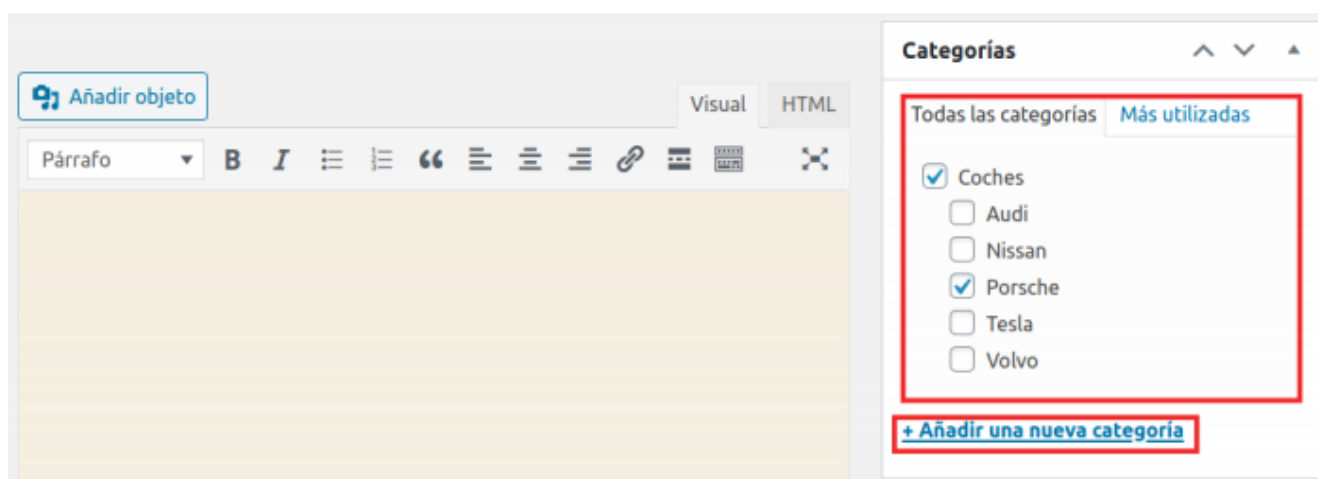 Añadir objeto
Visual HTML
Párrafo
Categorías
Todas las categorías Más utilizadas
Coches
Audi
Nissan
Porsche
Tesla
Volvo
+ Añadir una nueva categoría